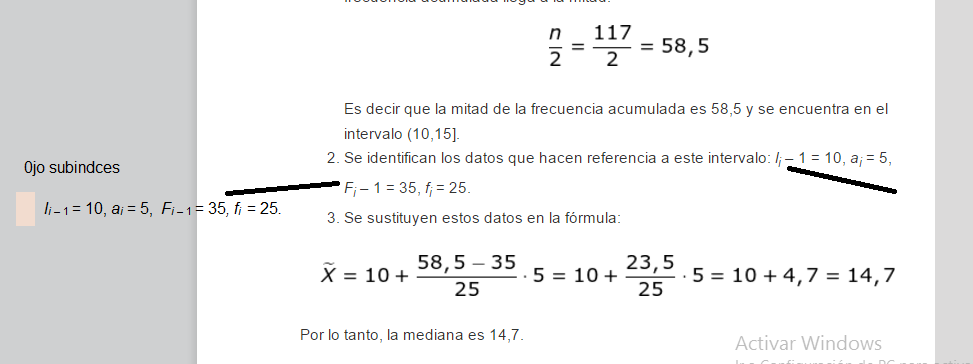 frecuencia acumulada llega a la mitad:
n/2 = 117/2 = 58,5
Es decir que la mitad de la frecuencia acumulada es 58,5 y se encuentra en el
intervalo (10,15].
2. Se identifican los datos que hacen referencia a este intervalo: lᵢ – 1 = 10, aᵢ = 5,
Fᵢ – 1 = 35, fᵢ = 25.
0jo subindces
lᵢ₋₁ = 10, aᵢ = 5, Fᵢ₋₁ = 35, fᵢ = 25.
3. Se sustituyen estos datos en la fórmula:
X̃ = 10 + (58,5 – 35)/25 · 5 = 10 + 23,5/25 · 5 = 10 + 4,7 = 14,7
Por lo tanto, la mediana es 14,7.
Activar Windows